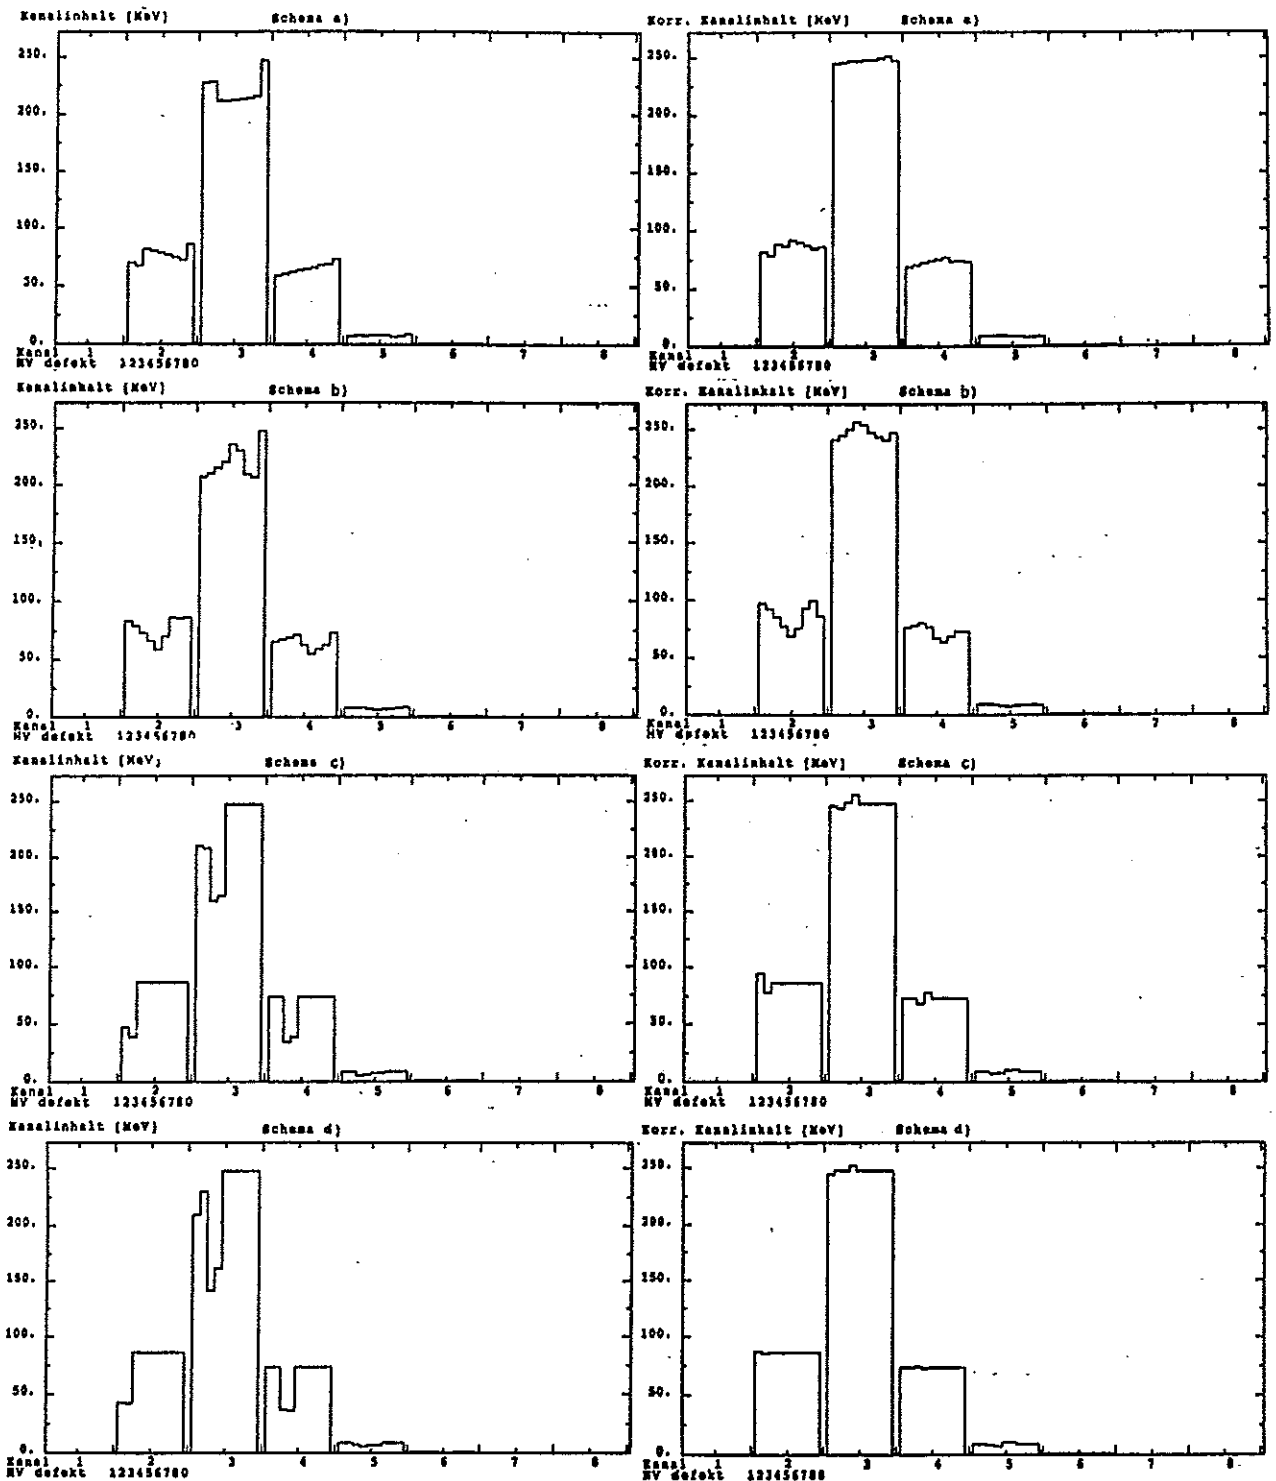 Kanalinhalt [MeV] Schema a)
250.
200.
150.
100.
50.
0.
Kanal 1 2 3 4 5 6 7 8
HV defekt 123456780
Korr. Kanalinhalt [MeV] Schema a)
250.
200.
150.
100.
50.
0.
Kanal 1 2 3 4 5 6 7 8
HV defekt 123456780
Kanalinhalt [MeV] Schema b)
250.
200.
150.
100.
50.
0.
Kanal 1 2 3 4 5 6 7 8
HV defekt 123456780
Korr. Kanalinhalt [MeV] Schema b)
250.
200.
150.
100.
50.
0.
Kanal 1 2 3 4 5 6 7 8
HV defekt 123456780
Kanalinhalt [MeV] Schema c)
250.
200.
150.
100.
50.
0.
Kanal 1 2 3 4 5 6 7 8
HV defekt 123456780
Korr. Kanalinhalt [MeV] Schema c)
250.
200.
150.
100.
50.
0.
Kanal 1 2 3 4 5 6 7 8
HV defekt 123456780
Kanalinhalt [MeV] Schema d)
250.
200.
150.
100.
50.
0.
Kanal 1 2 3 4 5 6 7 8
HV defekt 123456780
Korr. Kanalinhalt [MeV] Schema d)
250.
200.
150.
100.
50.
0.
Kanal 1 2 3 4 5 6 7 8
HV defekt 123456780